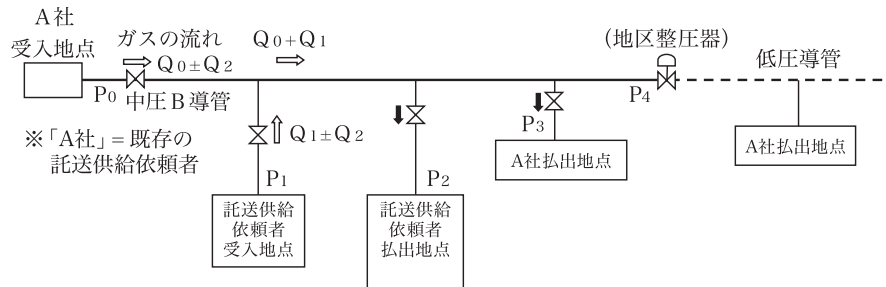 A社
受入地点
ガスの流れ
Q0±Q2
Q0+Q1
(地区整圧器)
低圧導管
P0
中圧B導管
P4
※「A社」＝既存の
託送供給依頼者
Q1±Q2
P3
A社払出地点
A社払出地点
P1
P2
託送供給
依頼者
受入地点
託送供給
依頼者
払出地点